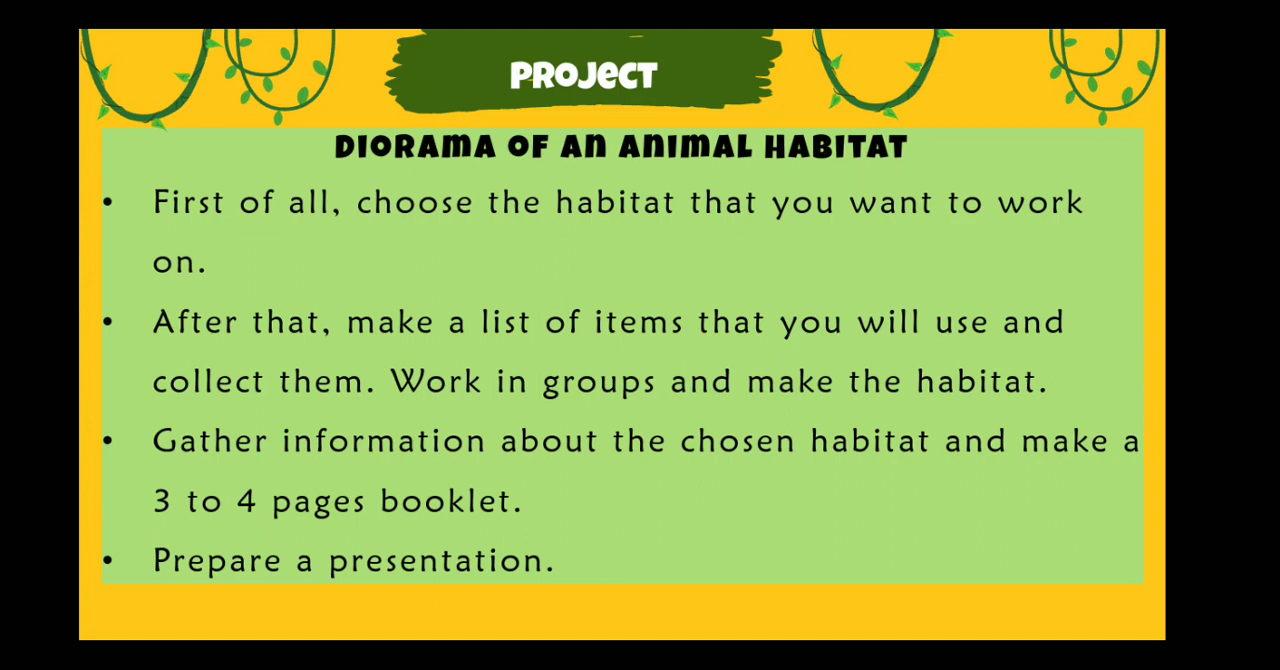 PROJECT
DIORAMA OF AN ANIMAL HABITAT
• First of all, choose the habitat that you want to work
on.
• After that, make a list of items that you will use and
collect them. Work in groups and make the habitat.
• Gather information about the chosen habitat and make a
3 to 4 pages booklet.
• Prepare a presentation.